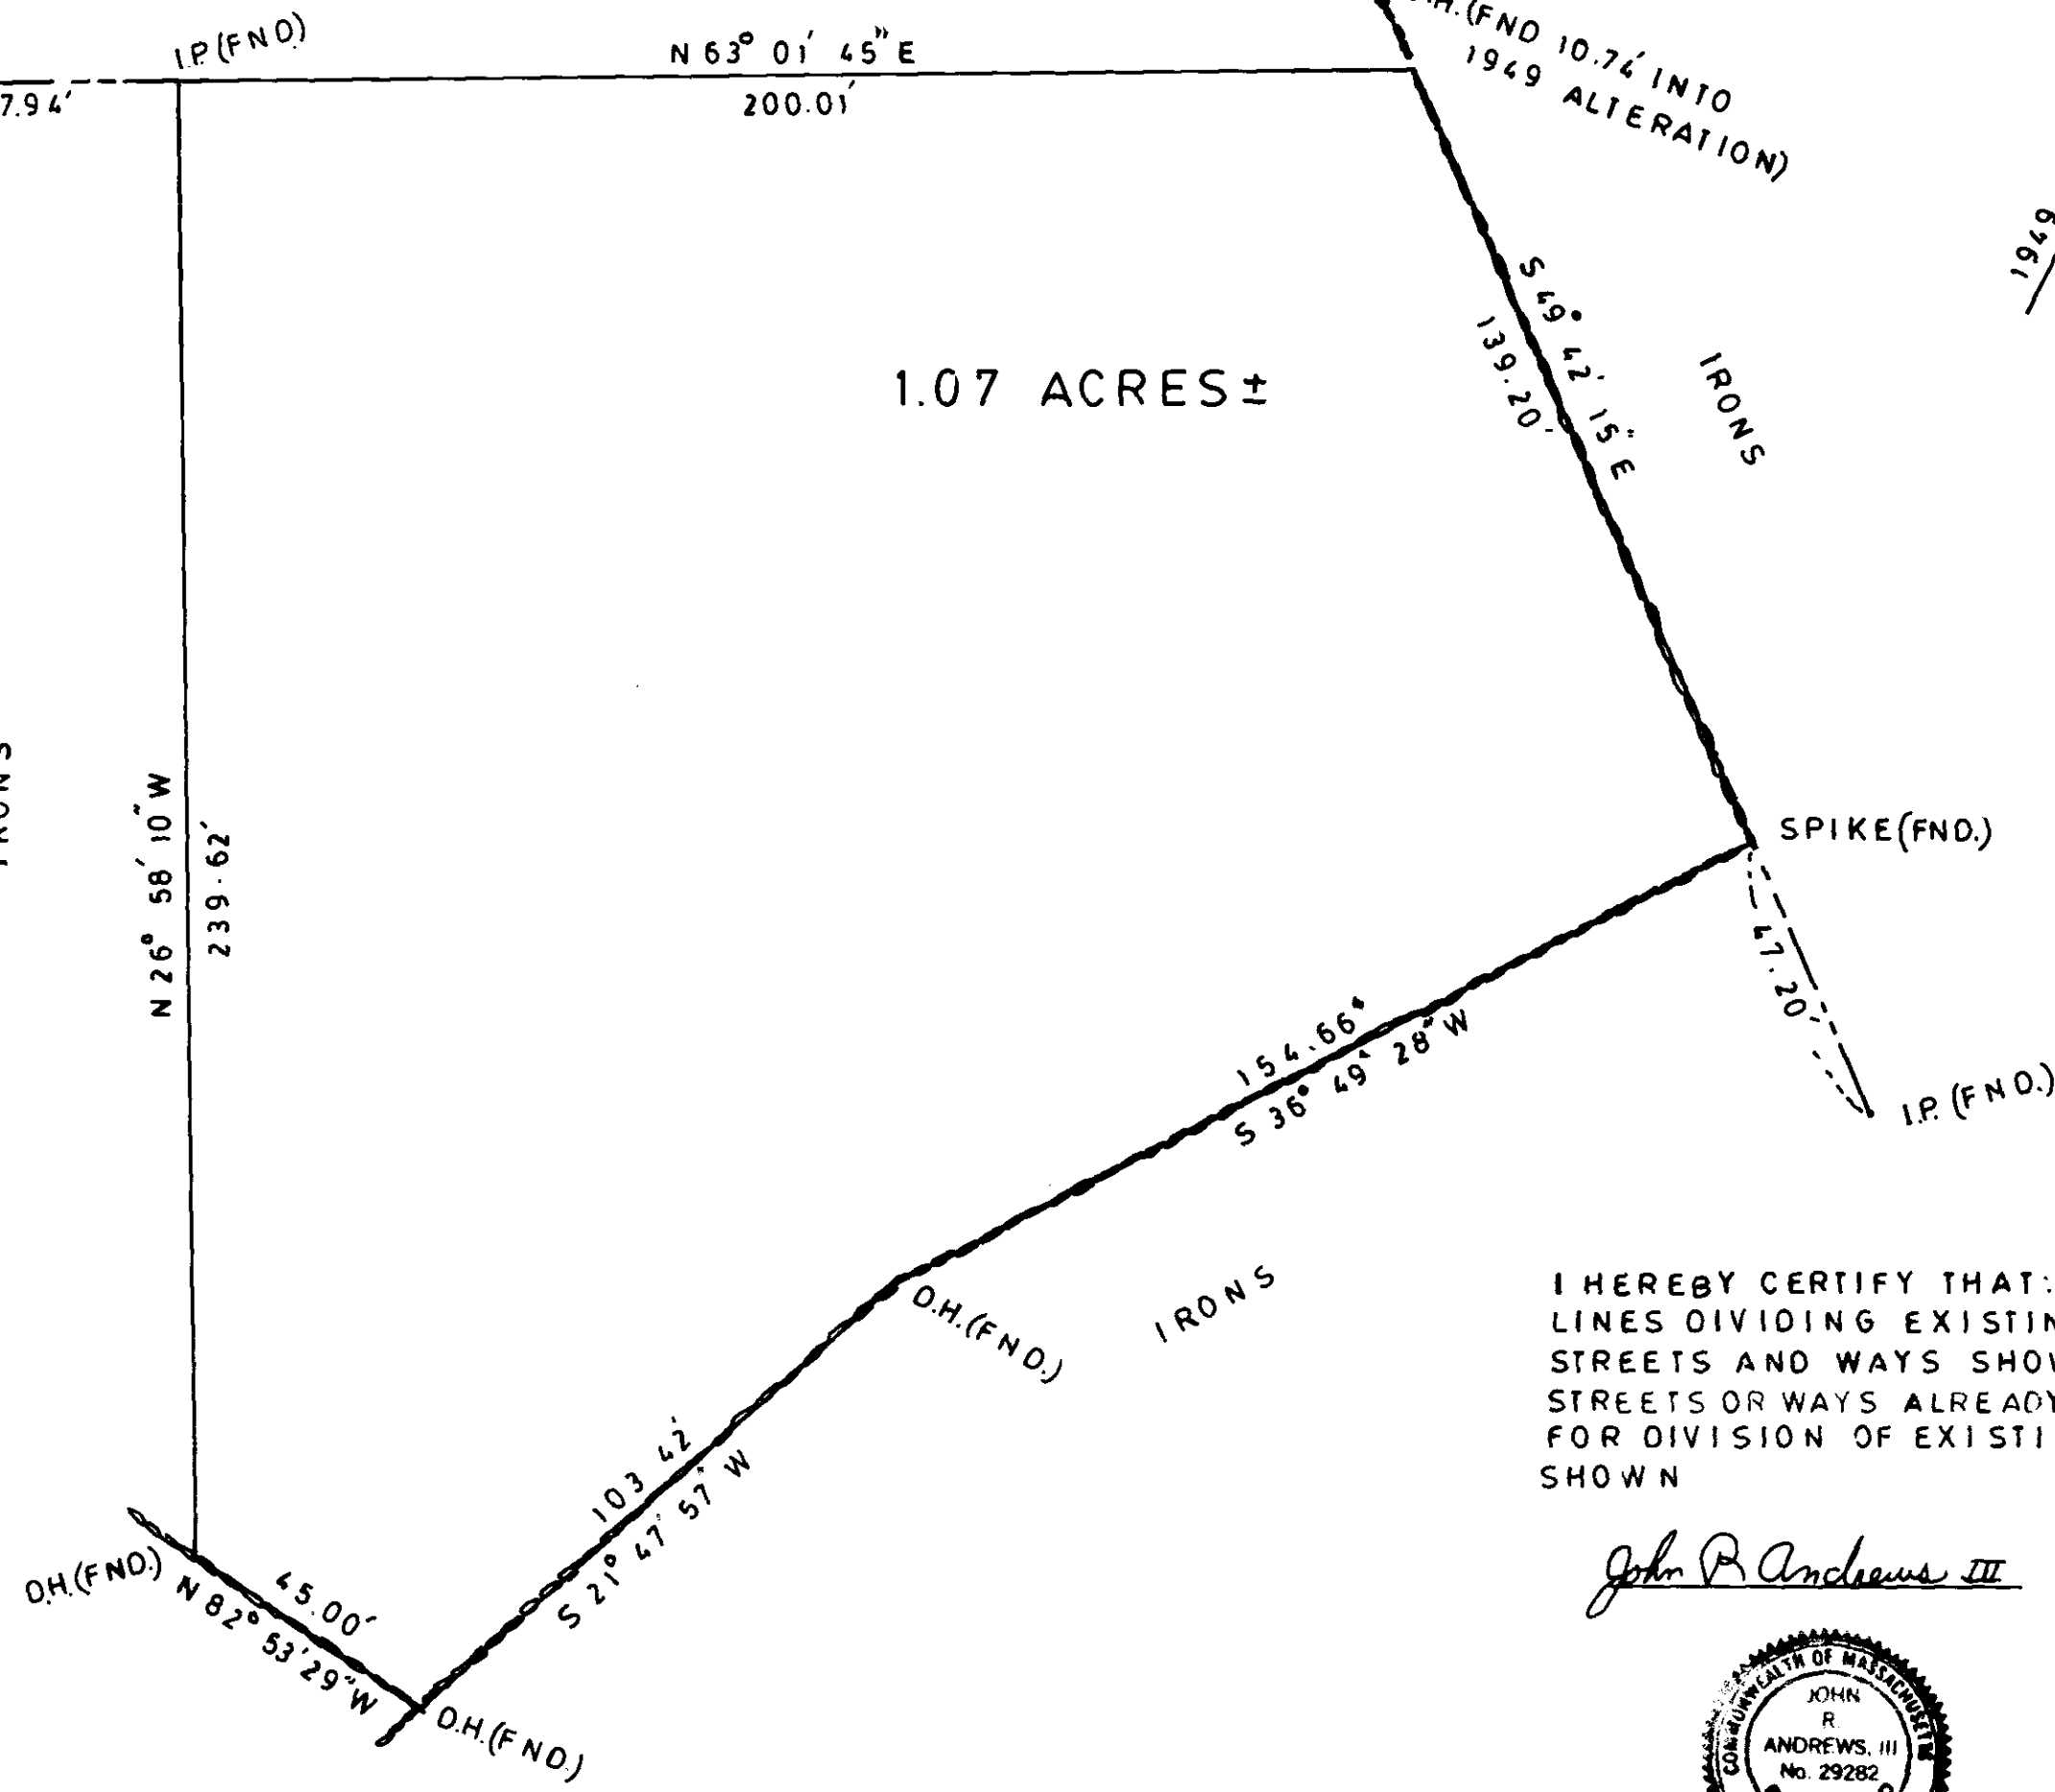 I.P. (FND.)
N 63° 01' 45" E
200.01'
7.94'
(FND 10.74' INTO
1949 ALTERATION)
1949
S 49° 42' 15" E
139.20'
IRONS
1.07 ACRES ±
N 26° 58' 10" W
239.62'
SPIKE (FND.)
47.20'
I.P. (FND.)
154.66'
S 36° 49' 28" W
D.H. (FND.)
IRONS
103.42'
S 21° 47' 57" W
D.H. (FND.)
45.00'
N 82° 53' 29" W
D.H. (FND.)
I HEREBY CERTIFY THAT:
LINES DIVIDING
STREETS AND WAYS
STREETS OR WAYS ALREADY
FOR DIVISION OF
SHOWN
John R Andrews III
COMMONWEALTH OF MASSACHUSETTS
JOHN
R.
ANDREWS, III
No. 29282